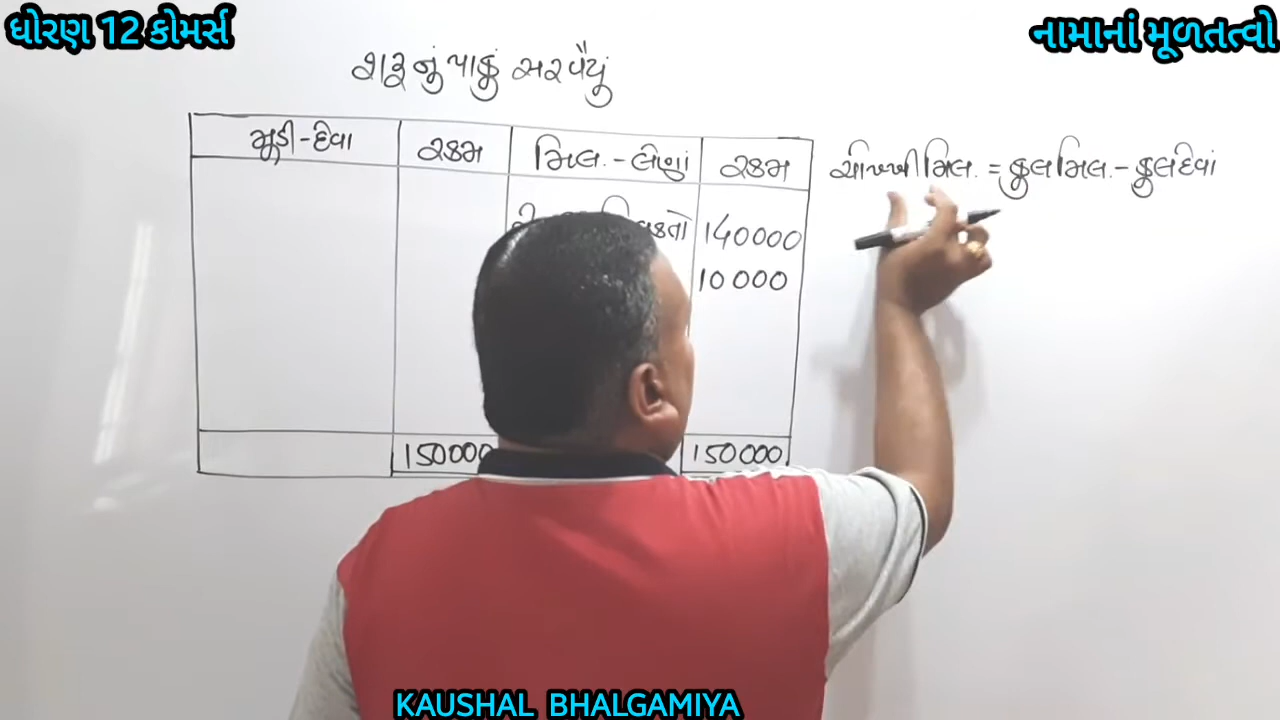 ધોરણ 12 કોમર્સ
નામાનાં મૂળતત્વો
શરૂનું પાકું સરવૈયું
મૂડી-દેવા રકમ મિલ.-લેણાં રકમ
ચોખ્ખી મિલ. = કુલ મિલ. - કુલ દેવાં
140000
10000
150000 150000
KAUSHAL BHALGAMIYA